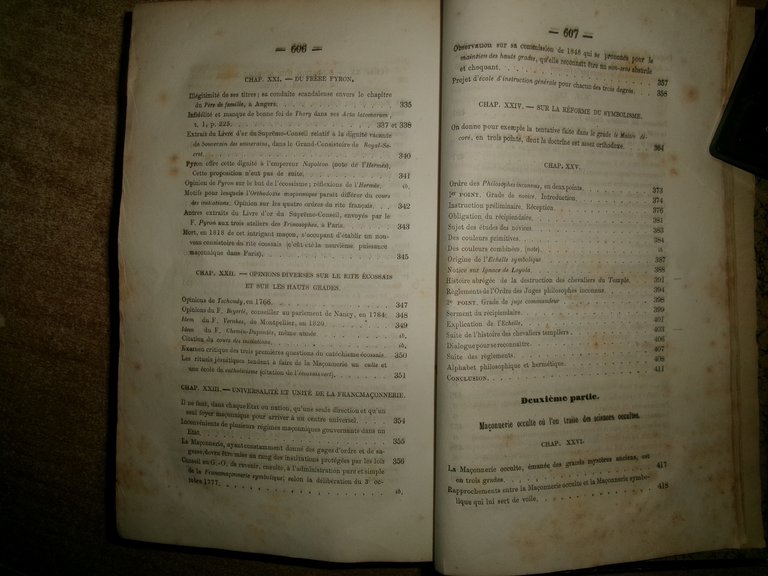 — 606 —
CHAP. XXI. — DU FRÈRE PYRON.
Illégitimité de ses titres; sa conduite scandaleuse envers le chapitre
du Père de famille, à Angers. 335
Infidélité et manque de bonne foi de Thory dans ses Acta latomorum,
t. 1, p. 225. 337 et 338
Extrait du Livre d'or du Suprême-Conseil relatif à la dignité vacante
de Souverain des souverains, dans le Grand-Consistoire de Royal-Se-
cret. 340
Pyron offre cette dignité à l'empereur Napoléon (note de l'Hermès).
Cette proposition n'eut pas de suite. 341
Opinion de Pyron sur le but de l'écossisme; réflexions de l'Hermès. ib.
Motifs pour lesquels l'Orthodoxie maçonnique paraît différer du cours
des initiations. Opinion sur les quatre ordres du rite français. 342
Autres extraits du Livre d'or du Suprême-Conseil, envoyés par le
F. Pyron aux trois ateliers des Trinosophes, à Paris. 343
Mort, en 1818 de cet intrigant maçon, s'occupant d'établir un nou-
veau consistoire du rite écossais (c'eût été la neuvième puissance
maçonnique dans Paris). 345
CHAP. XXII. — OPINIONS DIVERSES SUR LE RITE ÉCOSSAIS
ET SUR LES HAUTS GRADES.
Opinions de Tschoudy, en 1766. 347
Opinions du F. Beyerlé, conseiller au parlement de Nancy, en 1784. 348
Idem du F. Vernhes, de Montpellier, en 1820. 349
Idem du F. Chemin-Dupontès, même année. ib.
Citation du cours des initiations. ib.
Examen critique des trois premières questions du catéchisme écossais. 350
Les rituels jésuitiques tendent à faire de la Maçonnerie un culte et
une école de catholicisme (citation de l'écossais vert). 351
CHAP. XXIII. — UNIVERSALITÉ ET UNITÉ DE LA FRANCMAÇONNERIE.
Il ne faut, dans chaque État ou nation, qu'une seule direction et qu'un
seul foyer maçonnique pour arriver à un centre universel. 354
Inconvénients de plusieurs régimes maçonniques gouvernants dans un
État. 355
La Maçonnerie, ayant constamment donné des gages d'ordre et de sa-
gesse, devra être mise au rang des institutions protégées par les lois 356
Conseil au G∴-O∴ de revenir, ensuite, à l'administration pure et simple
de la Francmaçonnerie symbolique; selon la délibération du 3e oc-
tobre 1777. ib.
— 607 —
Observation sur sa commission de 1848 qui se prononce pour le
maintien des hauts grades, qu'elle reconnaît être un non-sens absurde
et choquant. 357
Projet d'école d'instruction générale pour chacun des trois degrés. 358
CHAP. XXIV. — SUR LA RÉFORME DU SYMBOLISME.
On donne pour exemple la tentative faite dans le grade le Maître dé-
coré, en trois points, dont la doctrine est assez orthodoxe. 364
CHAP. XXV.
Ordre des Philosophes inconnus, en deux points. 373
1er POINT. Grade de novice. Introduction. 374
Instruction préliminaire. Réception. 376
Obligation du récipiendaire. 381
Sujet des études des novices. 383
Des couleurs primitives. 384
Des couleurs combinées, (note). ib.
Origine de l'Échelle symbolique 387
Notice sur Ignace de Loyola. 388
Histoire abrégée de la destruction des chevaliers du Temple. 391
Règlements de l'Ordre des Juges philosophes inconnus. 394
2e POINT. Grade de juge commandeur 398
Serment du récipiendaire. 399
Explication de l'Échelle. 401
Suite de l'histoire des chevaliers templiers. 403
Dialogue pour se reconnaître. 406
Suite des règlements. 407
Alphabet philosophique et hermétique. 408
CONCLUSION. 411
Deuxième partie.
Maçonnerie occulte où l'on traite des sciences occultes.
CHAP. XXVI.
La Maçonnerie occulte, émanée des grands mystères anciens, est
en trois grades. 417
Rapprochements entre la Maçonnerie occulte et la Maçonnerie symbo-
lique qui lui sert de voile. 418